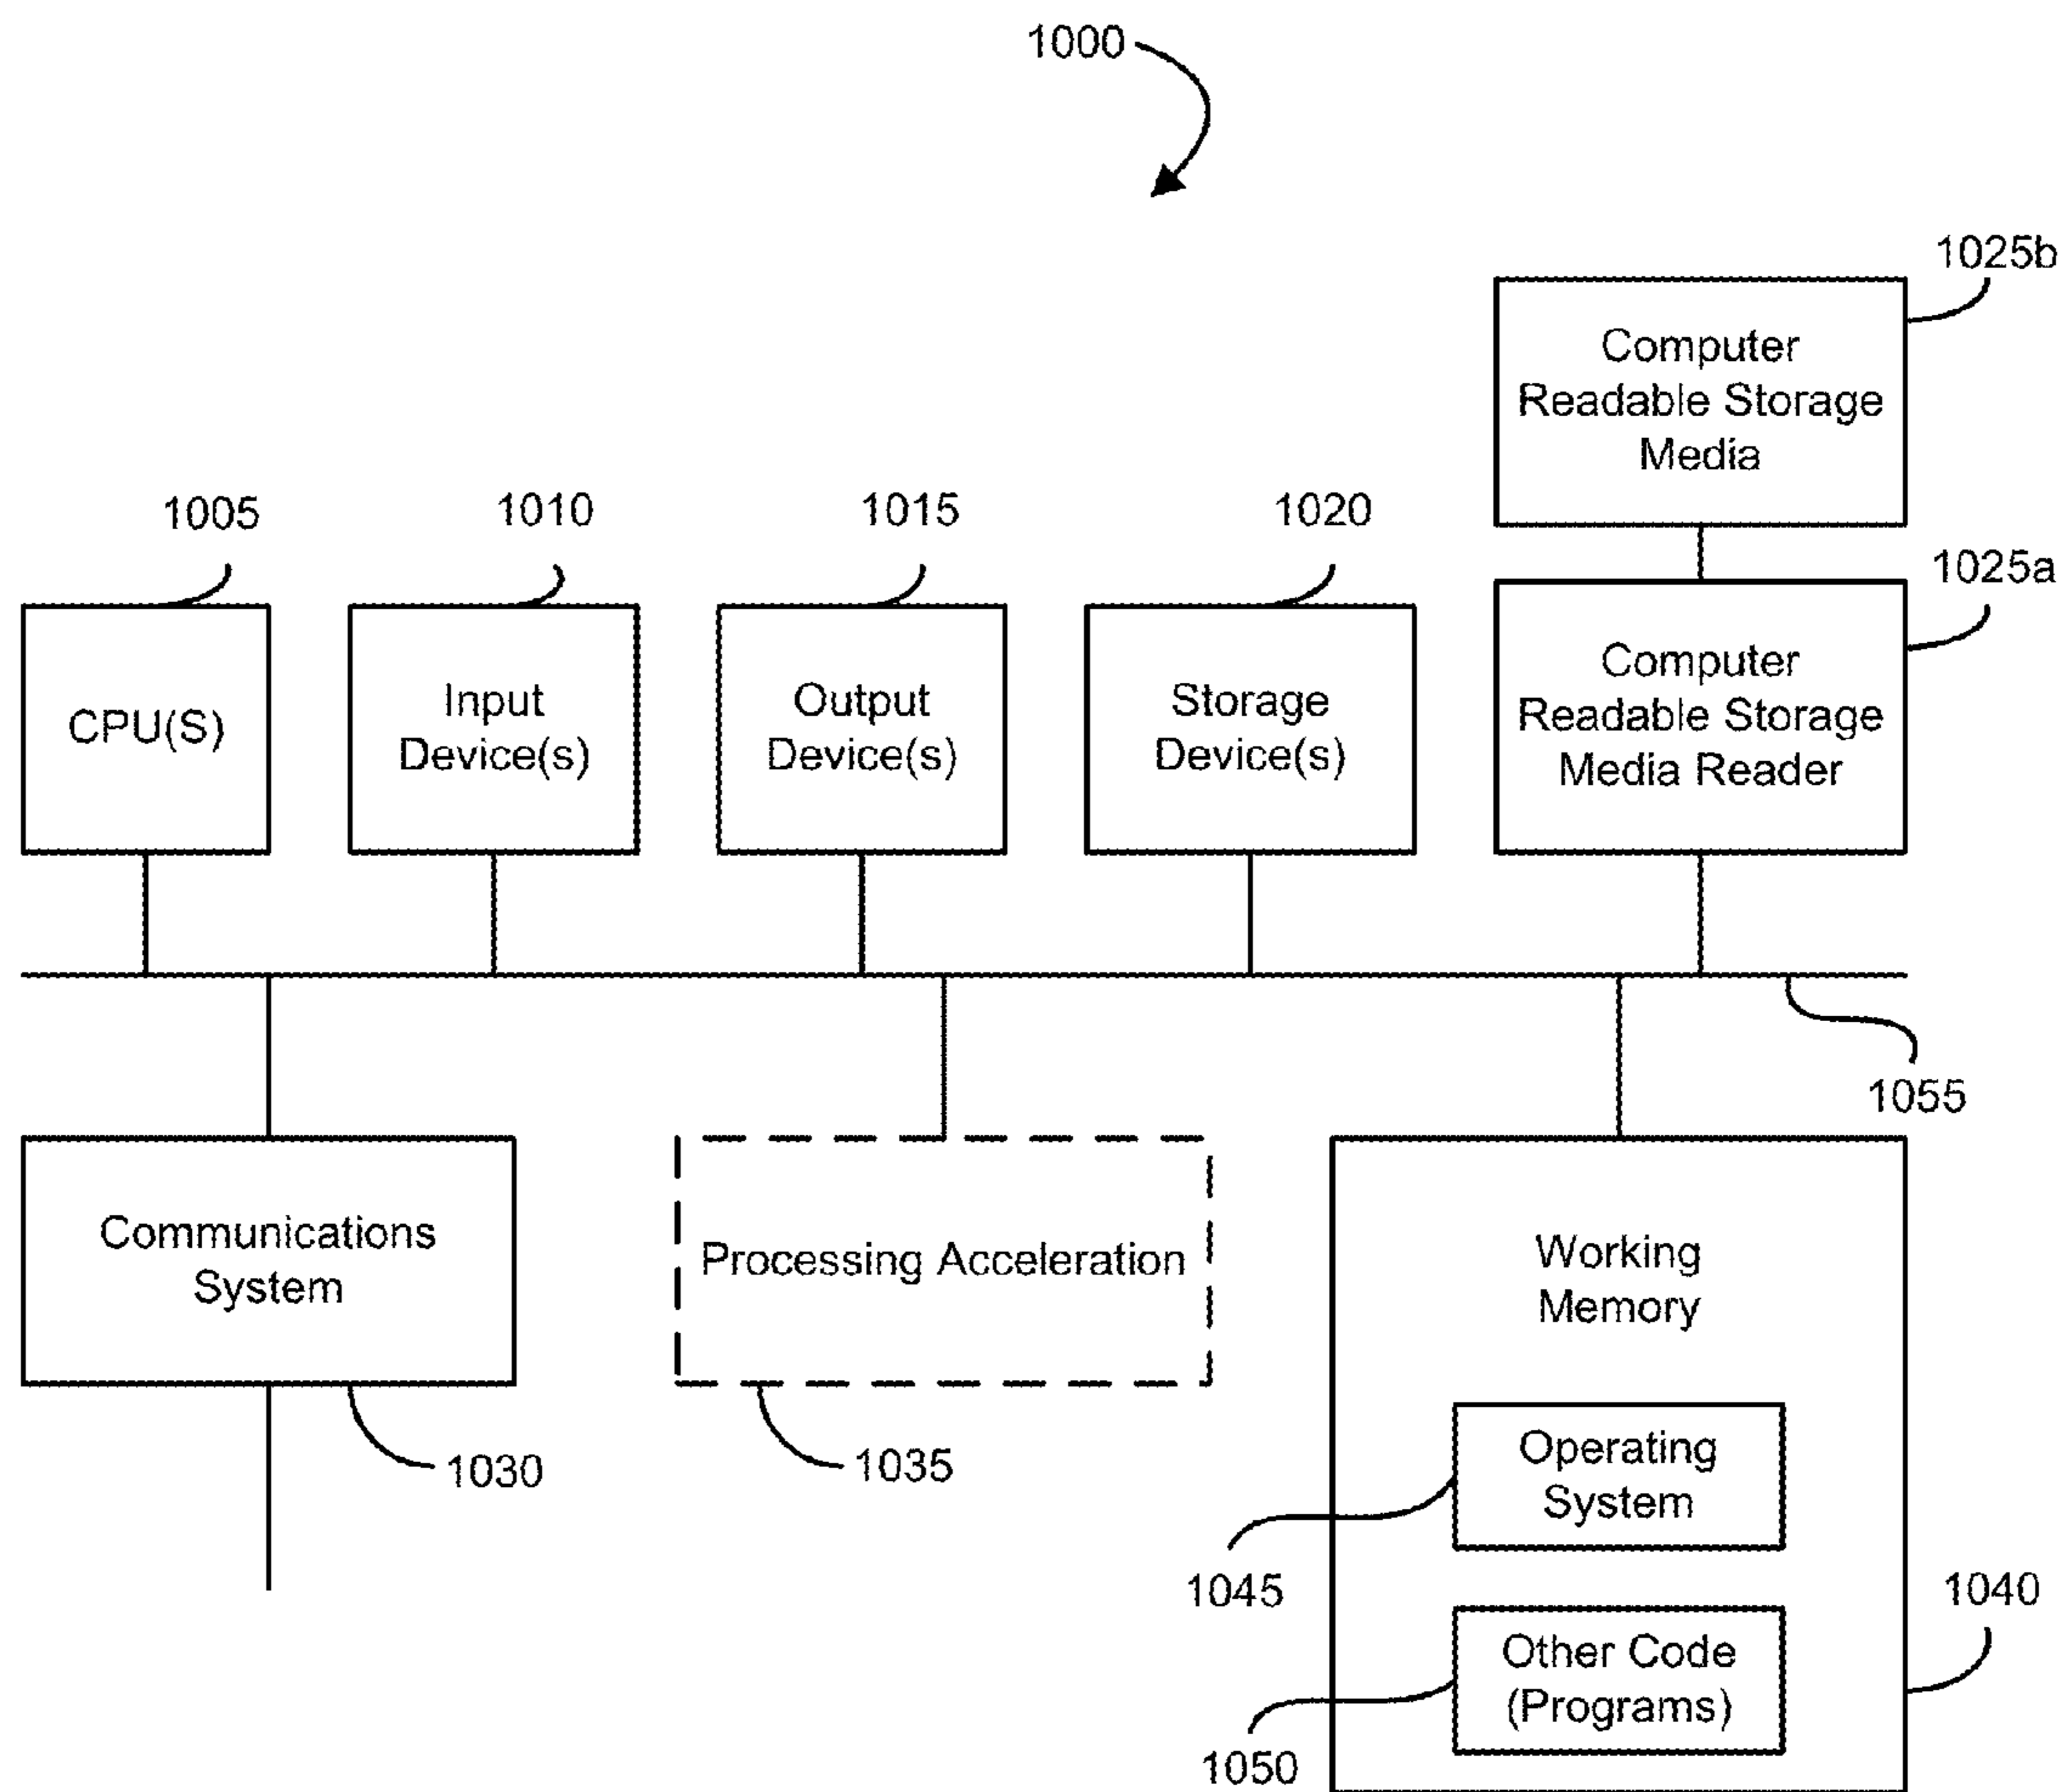 1000
1025b
Computer
Readable Storage
Media
1005
1010
1015
1020
1025a
CPU(S)
Input
Device(s)
Output
Device(s)
Storage
Device(s)
Computer
Readable Storage
Media Reader
1055
Communications
System
Processing Acceleration
Working
Memory
1030
1035
Operating
System
1045
1040
Other Code
(Programs)
1050